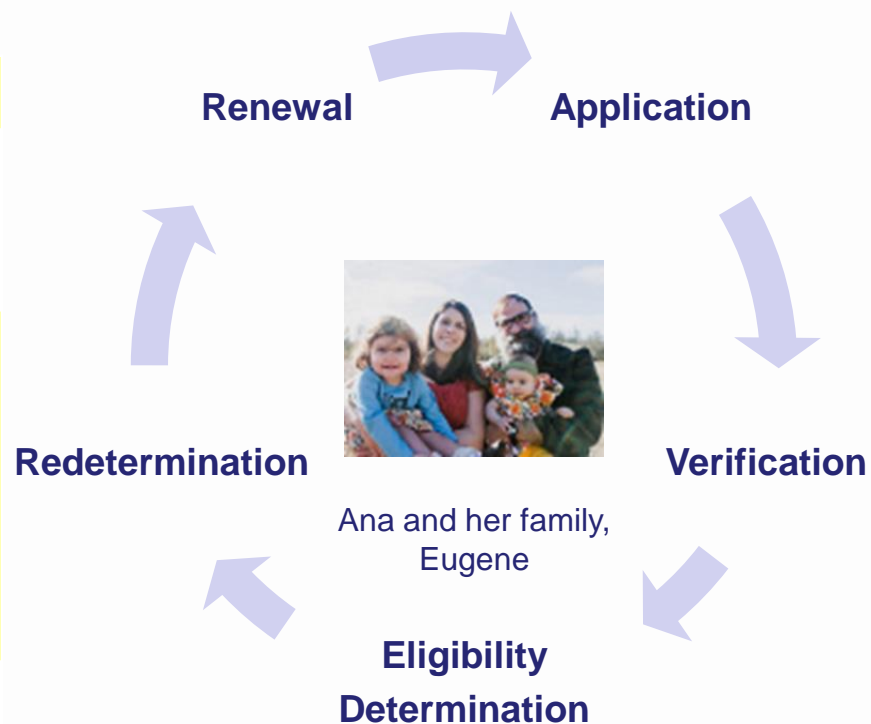 Renewal
Application
Redetermination
Verification
Ana and her family,
Eugene
Eligibility
Determination